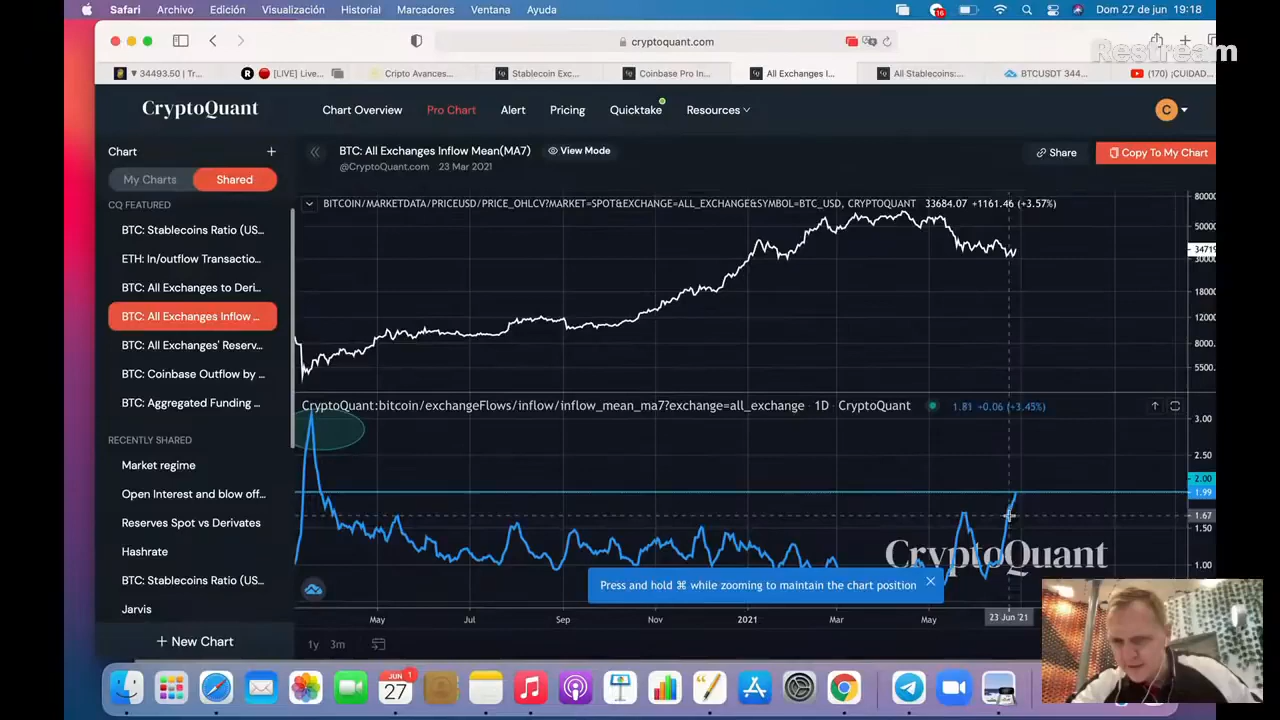 Safari Archivo Edición Visualización Historial Marcadores Ventana Ayuda 16 Dom 27 de jun 19:18
cryptoquant.com
Restream
▼ 34493.50 | Tr... R [LIVE] Live... Cripto Avances... Stablecoin Exc... Coinbase Pro In... All Exchanges I... All Stablecoins:... BTCUSDT 344... (170) ¡CUIDAD...
CryptoQuant Chart Overview Pro Chart Alert Pricing Quicktake Resources C
Chart +
BTC: All Exchanges Inflow Mean(MA7) View Mode
@CryptoQuant.com 23 Mar 2021
Share Copy To My Chart
My Charts Shared
CQ FEATURED
BTC: Stablecoins Ratio (US...
ETH: In/outflow Transactio...
BTC: All Exchanges to Deri...
BTC: All Exchanges Inflow ...
BTC: All Exchanges' Reserv...
BTC: Coinbase Outflow by ...
BTC: Aggregated Funding ...
RECENTLY SHARED
Market regime
Open Interest and blow off...
Reserves Spot vs Derivates
Hashrate
BTC: Stablecoins Ratio (US...
Jarvis
+ New Chart
BITCOIN/MARKETDATA/PRICEUSD/PRICE_OHLCV?MARKET=SPOT&EXCHANGE=ALL_EXCHANGE&SYMBOL=BTC_USD, CRYPTOQUANT 33684.07 +1161.46 (+3.57%)
80000
50000
34719
30000
18000
12000
8000.
5500.
CryptoQuant:bitcoin/exchangeFlows/inflow/inflow_mean_ma7?exchange=all_exchange · 1D · CryptoQuant 1.81 +0.06 (+3.45%)
3.00
2.50
2.00
1.99
1.67
1.50
1.00
CryptoQuant
Press and hold ⌘ while zooming to maintain the chart position
May Jul Sep Nov 2021 Mar May 23 Jun '21
1y 3m
JUN 1
27